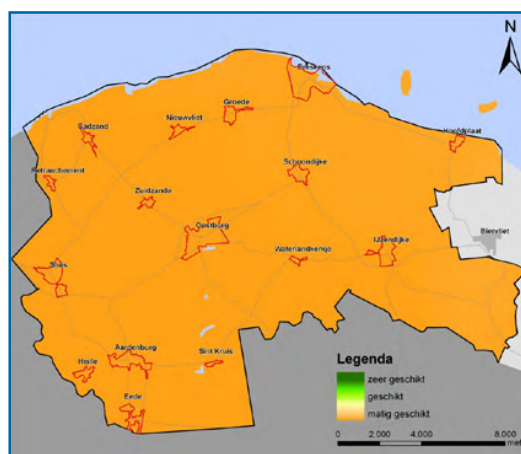 N
Breskens
Groede
Nieuwvliet
Cadzand
Hoofdplaat
Retranchement
Schoondijke
Zuidzande
Oostburg
Biervliet
IJzendijke
Waterlandkerkje
Sluis
Aardenburg
Sint Kruis
Heille
Eede
Legenda
zeer geschikt
geschikt
matig geschikt
0 2.000 4.000 8.000
met